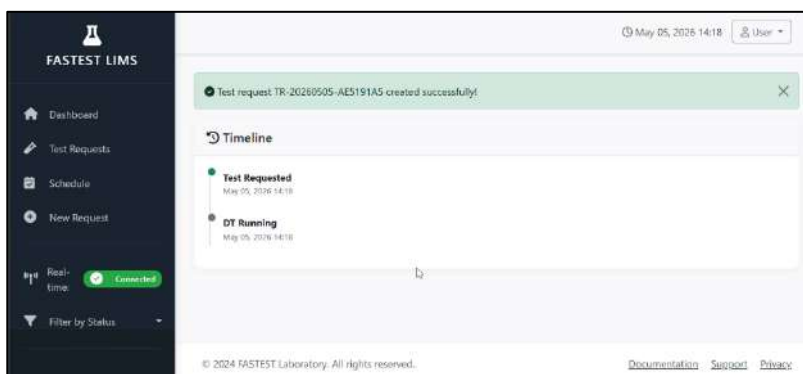 FASTEST LIMS
Dashboard
Test Requests
Schedule
New Request
Real-
time:
Connected
Filter by Status
May 05, 2026 14:18
User
Test request TR-20260505-AE5191A5 created successfully!
Timeline
Test Requested
May 05, 2026 14:18
DT Running
May 05, 2026 14:18
© 2024 FASTEST Laboratory. All rights reserved.
Documentation Support Privacy